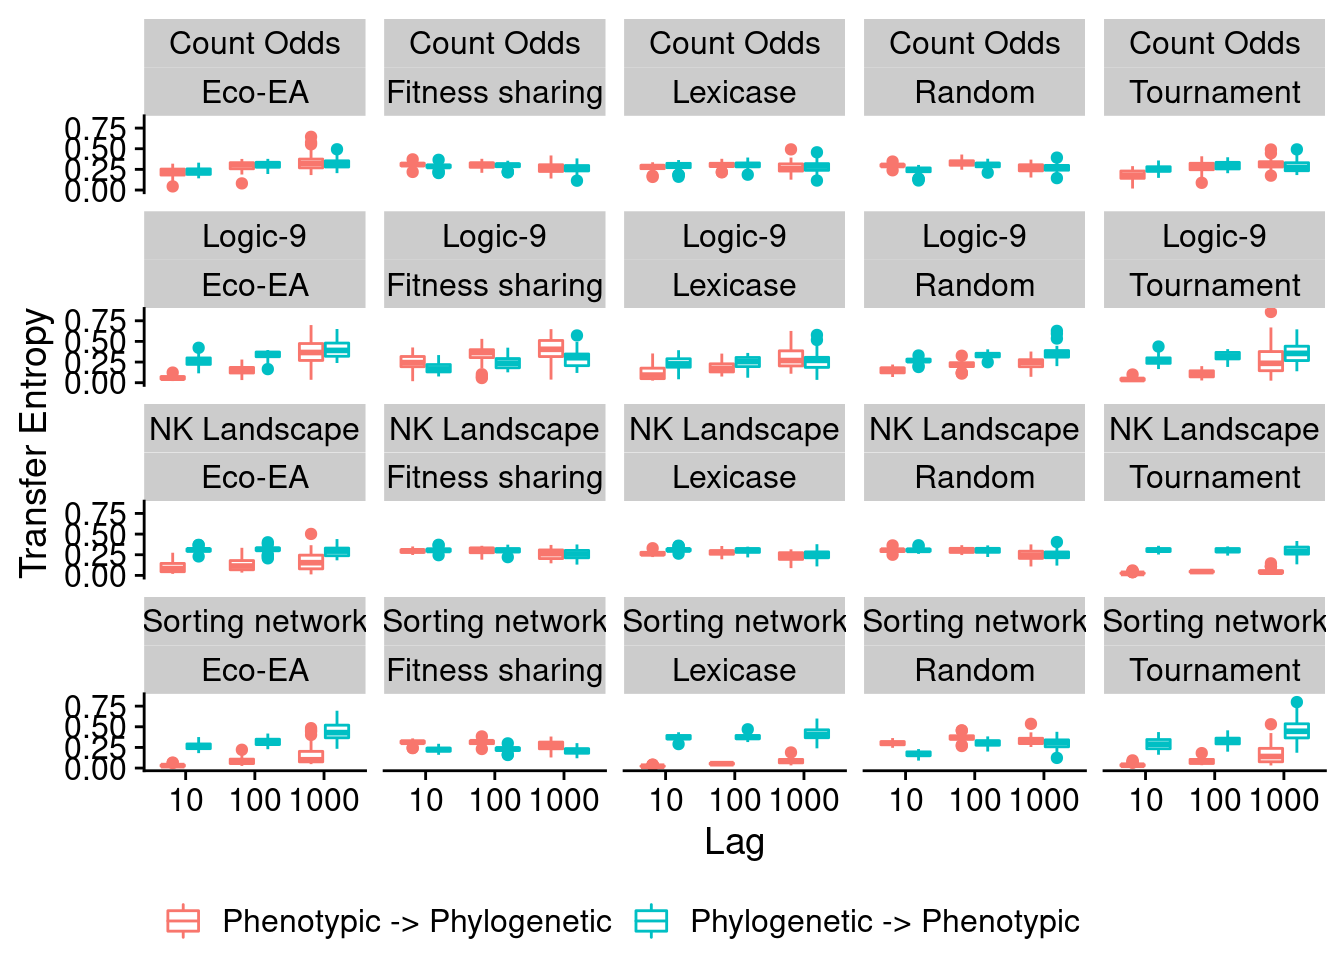 Count Odds Count Odds Count Odds Count Odds Count Odds
Eco-EA Fitness sharing Lexicase Random Tournament
0.75
0.50
0.25
0.00
Logic-9 Logic-9 Logic-9 Logic-9 Logic-9
Eco-EA Fitness sharing Lexicase Random Tournament
0.75
0.50
0.25
0.00
Transfer Entropy
NK Landscape NK Landscape NK Landscape NK Landscape NK Landscape
Eco-EA Fitness sharing Lexicase Random Tournament
0.75
0.50
0.25
0.00
Sorting network Sorting network Sorting network Sorting network Sorting network
Eco-EA Fitness sharing Lexicase Random Tournament
0.75
0.50
0.25
0.00
10 100 1000 10 100 1000 10 100 1000 10 100 1000 10 100 1000
Lag
Phenotypic -> Phylogenetic Phylogenetic -> Phenotypic